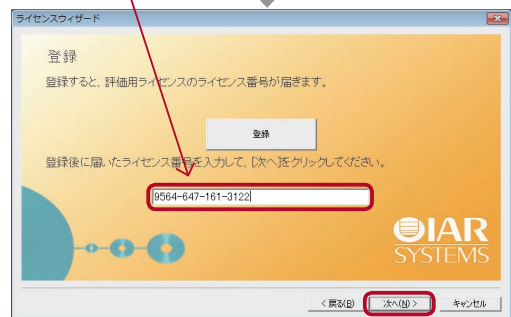 ライセンスウィザード
登録
登録すると、評価用ライセンスのライセンス番号が届きます。
登録
登録後に届いたライセンス番号を入力して、[次へ]をクリックしてください。
9564-647-161-3122
IAR
SYSTEMS
< 戻る(B)
次へ(N) >
キャンセル